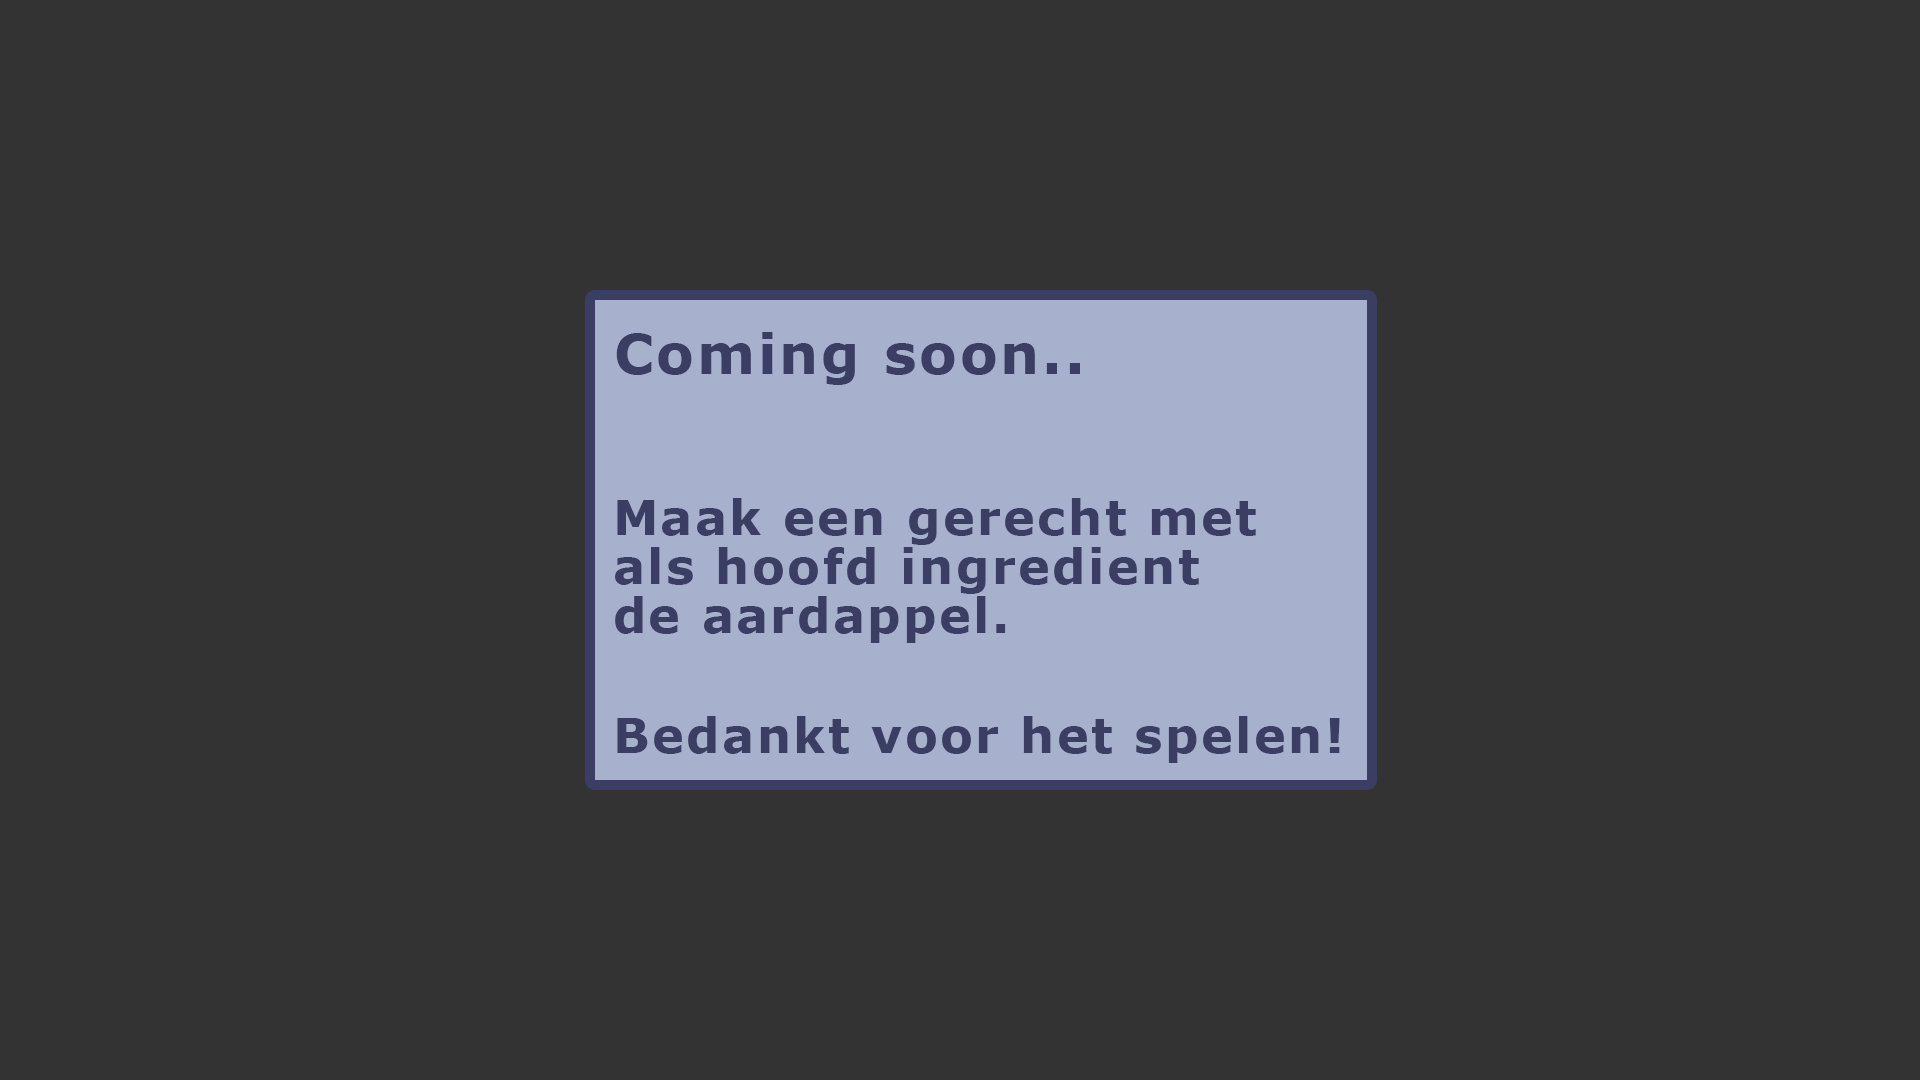 Coming soon..
Maak een gerecht met
als hoofd ingredient
de aardappel.
Bedankt voor het spelen!